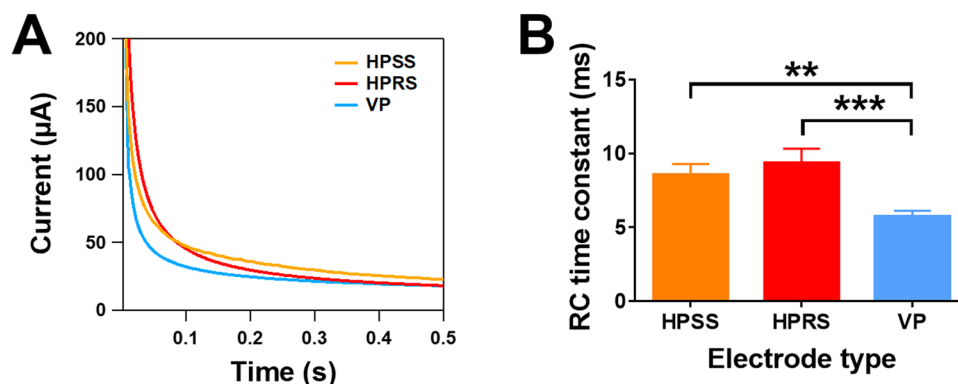 A
Current (µA)
200
150
100
50
0
HPSS
HPRS
VP
0.1 0.2 0.3 0.4 0.5
Time (s)
B
RC time constant (ms)
15
10
5
0
**
***
HPSS HPRS VP
Electrode type